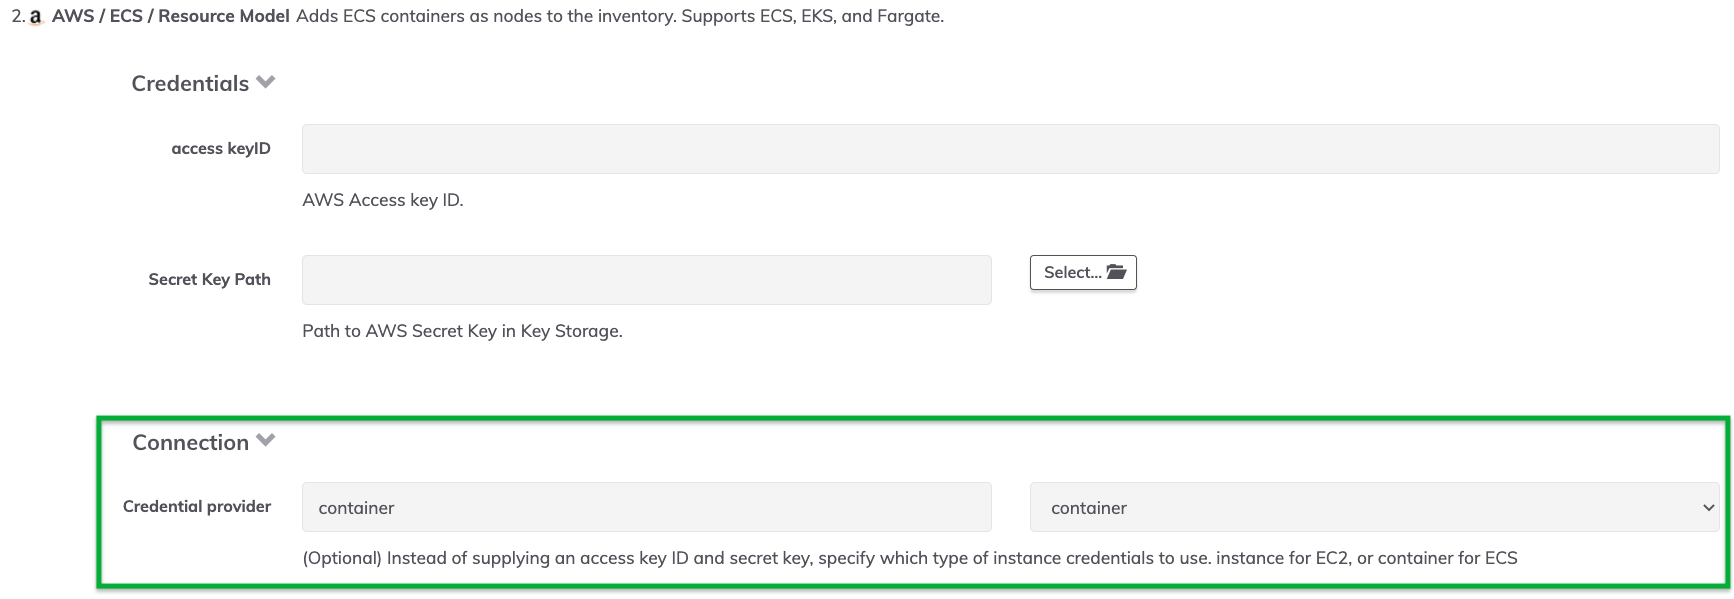 2. a AWS / ECS / Resource Model Adds ECS containers as nodes to the inventory. Supports ECS, EKS, and Fargate.
Credentials
access keyID
AWS Access key ID.
Secret Key Path
Select...
Path to AWS Secret Key in Key Storage.
Connection
Credential provider container container
(Optional) Instead of supplying an access key ID and secret key, specify which type of instance credentials to use. instance for EC2, or container for ECS